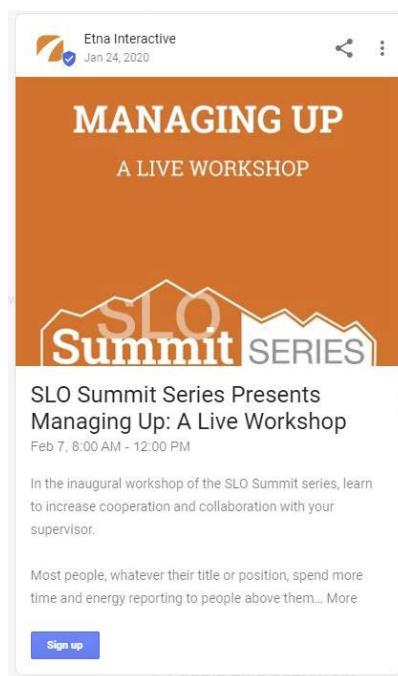 Etna Interactive
Jan 24, 2020
MANAGING UP
A LIVE WORKSHOP
SLO
Summit SERIES
SLO Summit Series Presents
Managing Up: A Live Workshop
Feb 7, 8:00 AM - 12:00 PM
In the inaugural workshop of the SLO Summit series, learn
to increase cooperation and collaboration with your
supervisor.
Most people, whatever their title or position, spend more
time and energy reporting to people above them... More
Sign up